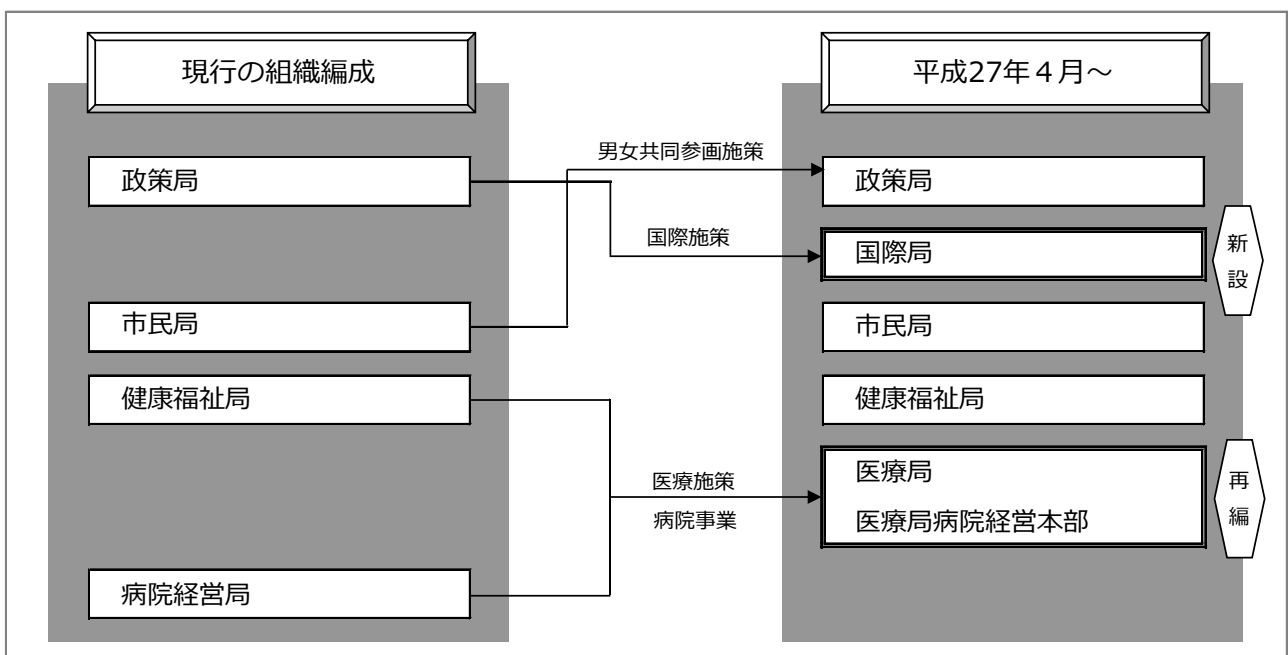 現行の組織編成
平成27年４月～
男女共同参画施策
政策局
政策局
国際施策
国際局
新設
市民局
市民局
健康福祉局
健康福祉局
医療施策
病院事業
医療局
医療局病院経営本部
再編
病院経営局